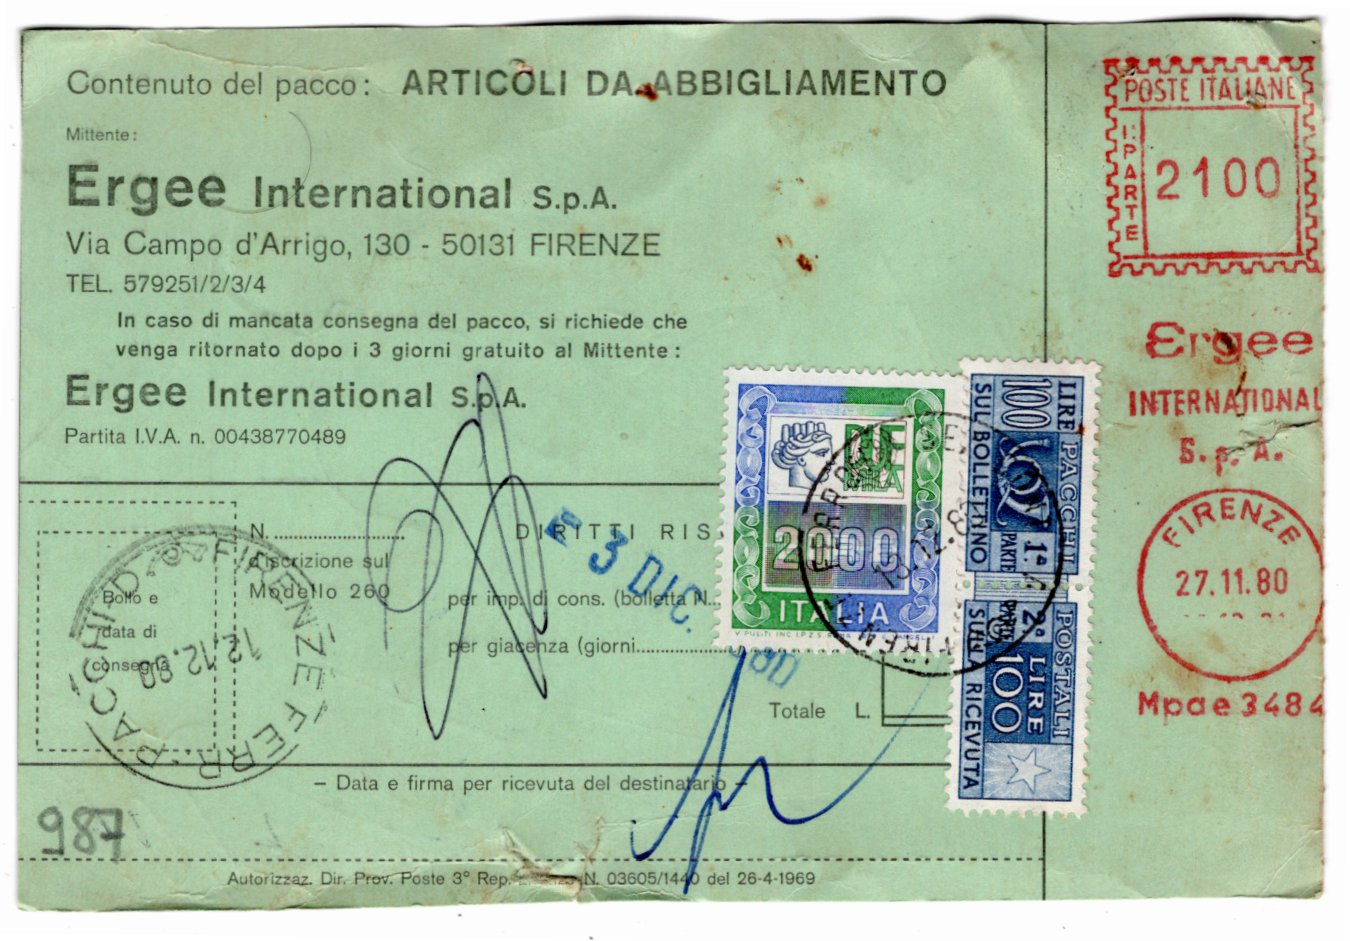 Contenuto del pacco: ARTICOLI DA ABBIGLIAMENTO
Mittente:
Ergee International S.p.A.
Via Campo d'Arrigo, 130 - 50131 FIRENZE
TEL. 579251/2/3/4
In caso di mancata consegna del pacco, si richiede che
venga ritornato dopo i 3 giorni gratuito al Mittente:
Ergee International S.p.A.
Partita I.V.A. n. 00438770489
N.
d'iscrizione sul
Modello 260
Bollo e
data di
consegna
FIRENZE FERR. PACCHI
12.12.80
DIRITTI RIS
per imp. di cons. (bolletta N...
per giacenza (giorni
Totale L.
3 DIC. 80
— Data e firma per ricevuta del destinatario —
987
Autorizzaz. Dir. Prov. Poste 3° Rep. N. 03605/1440 del 26-4-1969
2000
ITALIA
100 LIRE PACCHI
SUL BOLLETTINO
1ª PARTE
POSTALI
2ª LIRE
PARTE 100
SULLA RICEVUTA
POSTE ITALIANE
I: PARTE
2100
Ergee
INTERNATIONAL
S. p. A.
FIRENZE
27.11.80
Mpae 3484